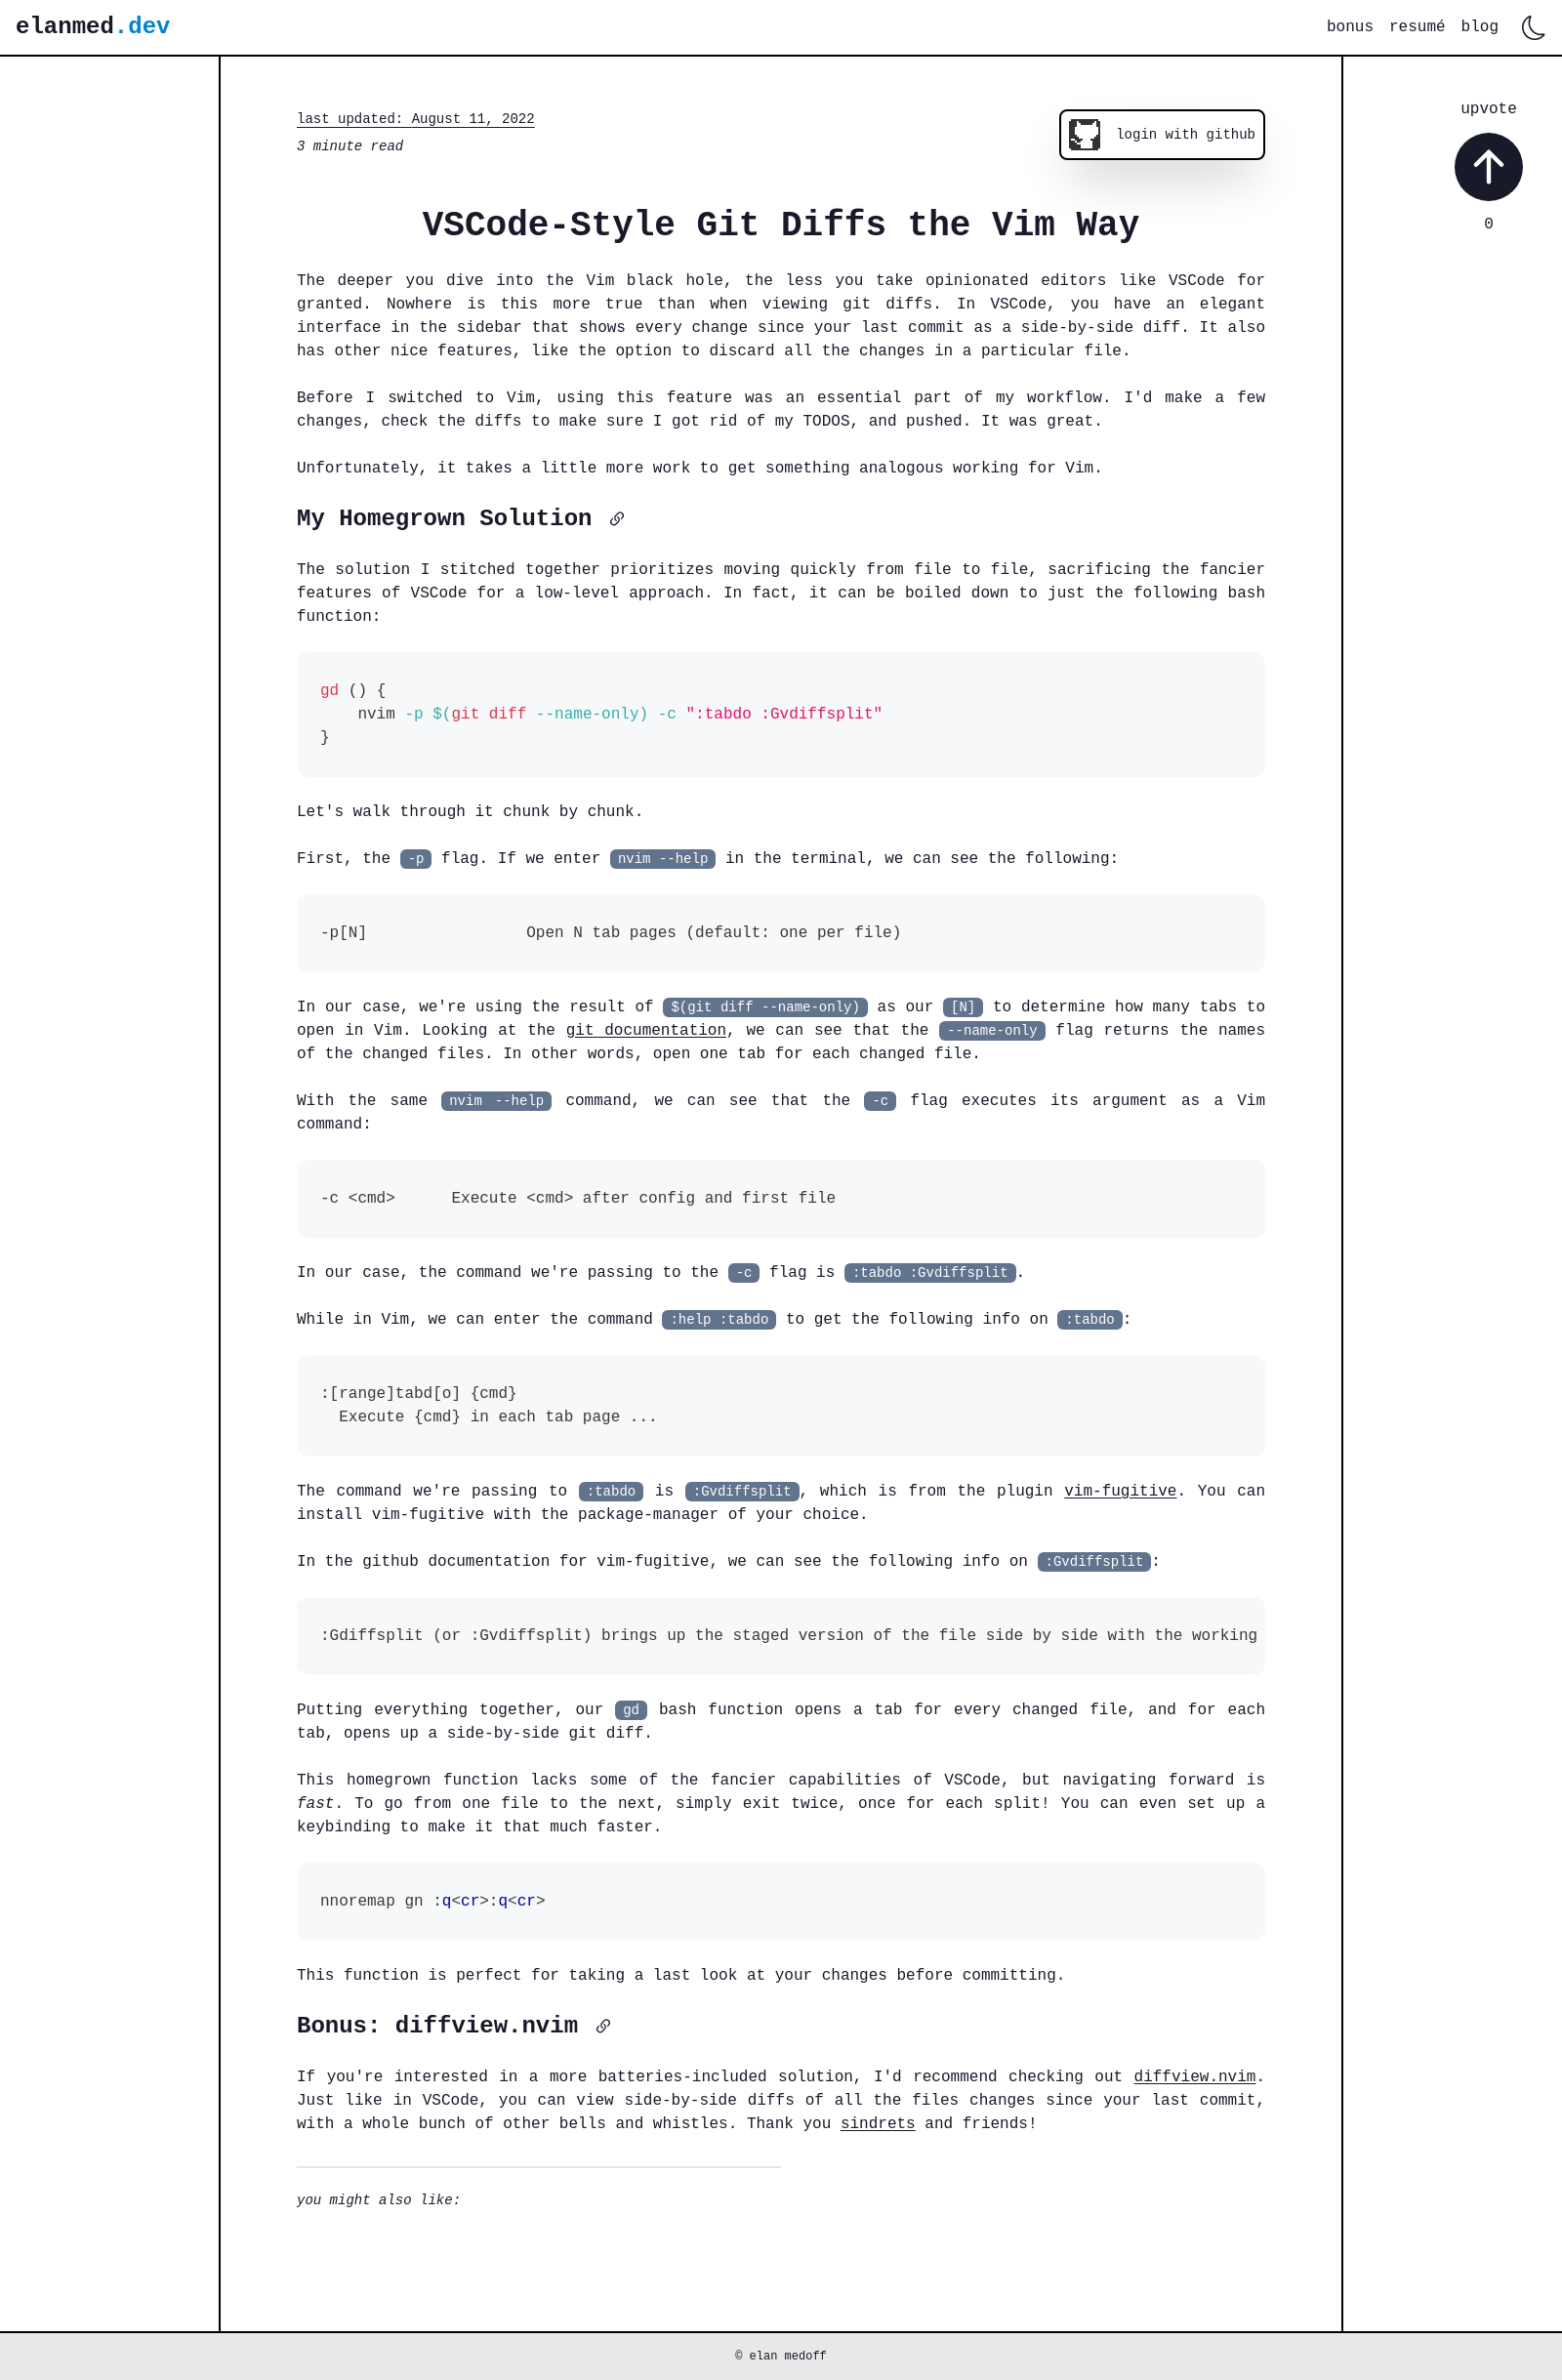 elanmed.dev
bonus resumé blog
last updated: August 11, 2022
3 minute read
login with github
upvote
0
VSCode-Style Git Diffs the Vim Way
The deeper you dive into the Vim black hole, the less you take opinionated editors like VSCode for
granted. Nowhere is this more true than when viewing git diffs. In VSCode, you have an elegant
interface in the sidebar that shows every change since your last commit as a side-by-side diff. It also
has other nice features, like the option to discard all the changes in a particular file.
Before I switched to Vim, using this feature was an essential part of my workflow. I'd make a few
changes, check the diffs to make sure I got rid of my TODOS, and pushed. It was great.
Unfortunately, it takes a little more work to get something analogous working for Vim.
My Homegrown Solution
The solution I stitched together prioritizes moving quickly from file to file, sacrificing the fancier
features of VSCode for a low-level approach. In fact, it can be boiled down to just the following bash
function:
gd () {
    nvim -p $(git diff --name-only) -c ":tabdo :Gvdiffsplit"
}
Let's walk through it chunk by chunk.
First, the -p flag. If we enter nvim --help in the terminal, we can see the following:
-p[N]                 Open N tab pages (default: one per file)
In our case, we're using the result of $(git diff --name-only) as our [N] to determine how many tabs to
open in Vim. Looking at the git documentation, we can see that the --name-only flag returns the names
of the changed files. In other words, open one tab for each changed file.
With the same nvim --help command, we can see that the -c flag executes its argument as a Vim
command:
-c <cmd>      Execute <cmd> after config and first file
In our case, the command we're passing to the -c flag is :tabdo :Gvdiffsplit.
While in Vim, we can enter the command :help :tabdo to get the following info on :tabdo:
:[range]tabd[o] {cmd}
  Execute {cmd} in each tab page ...
The command we're passing to :tabdo is :Gvdiffsplit, which is from the plugin vim-fugitive. You can
install vim-fugitive with the package-manager of your choice.
In the github documentation for vim-fugitive, we can see the following info on :Gvdiffsplit:
:Gdiffsplit (or :Gvdiffsplit) brings up the staged version of the file side by side with the working
Putting everything together, our gd bash function opens a tab for every changed file, and for each
tab, opens up a side-by-side git diff.
This homegrown function lacks some of the fancier capabilities of VSCode, but navigating forward is
fast. To go from one file to the next, simply exit twice, once for each split! You can even set up a
keybinding to make it that much faster.
nnoremap gn :q<cr>:q<cr>
This function is perfect for taking a last look at your changes before committing.
Bonus: diffview.nvim
If you're interested in a more batteries-included solution, I'd recommend checking out diffview.nvim.
Just like in VSCode, you can view side-by-side diffs of all the files changes since your last commit,
with a whole bunch of other bells and whistles. Thank you sindrets and friends!
you might also like:
© elan medoff